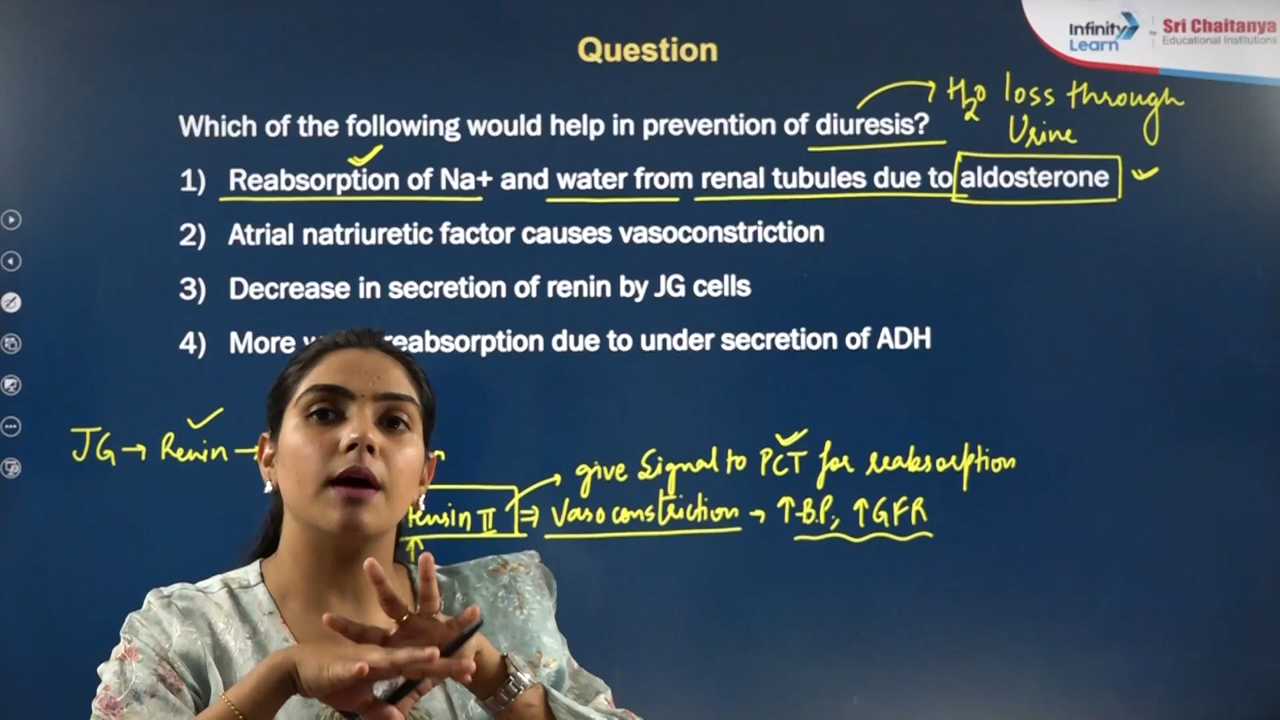 Infinity Learn by Sri Chaitanya Educational Institutions
Question
H2O loss through
Urine
Which of the following would help in prevention of diuresis?
1) Reabsorption of Na+ and water from renal tubules due to aldosterone
2) Atrial natriuretic factor causes vasoconstriction
3) Decrease in secretion of renin by JG cells
4) More reabsorption due to under secretion of ADH
JG → Renin →
give Signal to PCT for reabsorption
tensin II ⇒ Vasoconstriction → ↑B.P, ↑GFR